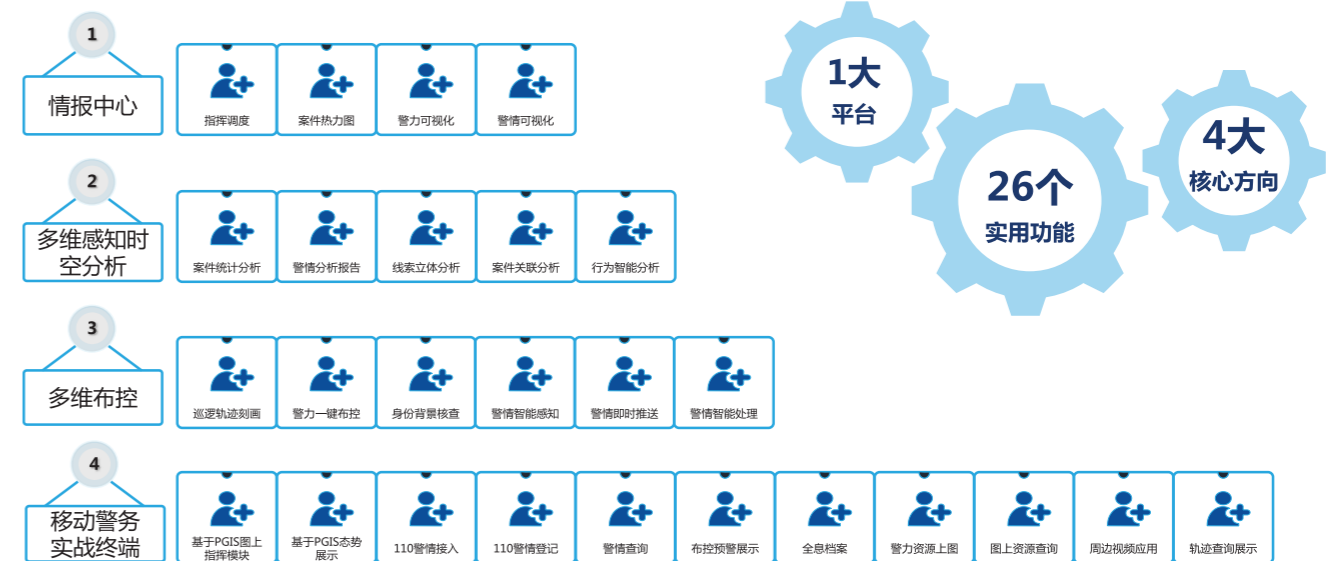 1
情报中心
指挥调度
案件热力图
警力可视化
警情可视化
1大
平台
26个
实用功能
4大
核心方向
2
多维感知时
空分析
案件统计分析
警情分析报告
线索立体分析
案件关联分析
行为智能分析
3
多维布控
巡逻轨迹刻画
警力一键布控
身份背景核查
警情智能感知
警情即时推送
警情智能处理
4
移动警务
实战终端
基于PGIS图上
指挥模块
基于PGIS态势
展示
110警情接入
110警情登记
警情查询
布控预警展示
全息档案
警力资源上图
图上资源查询
周边视频应用
轨迹查询展示